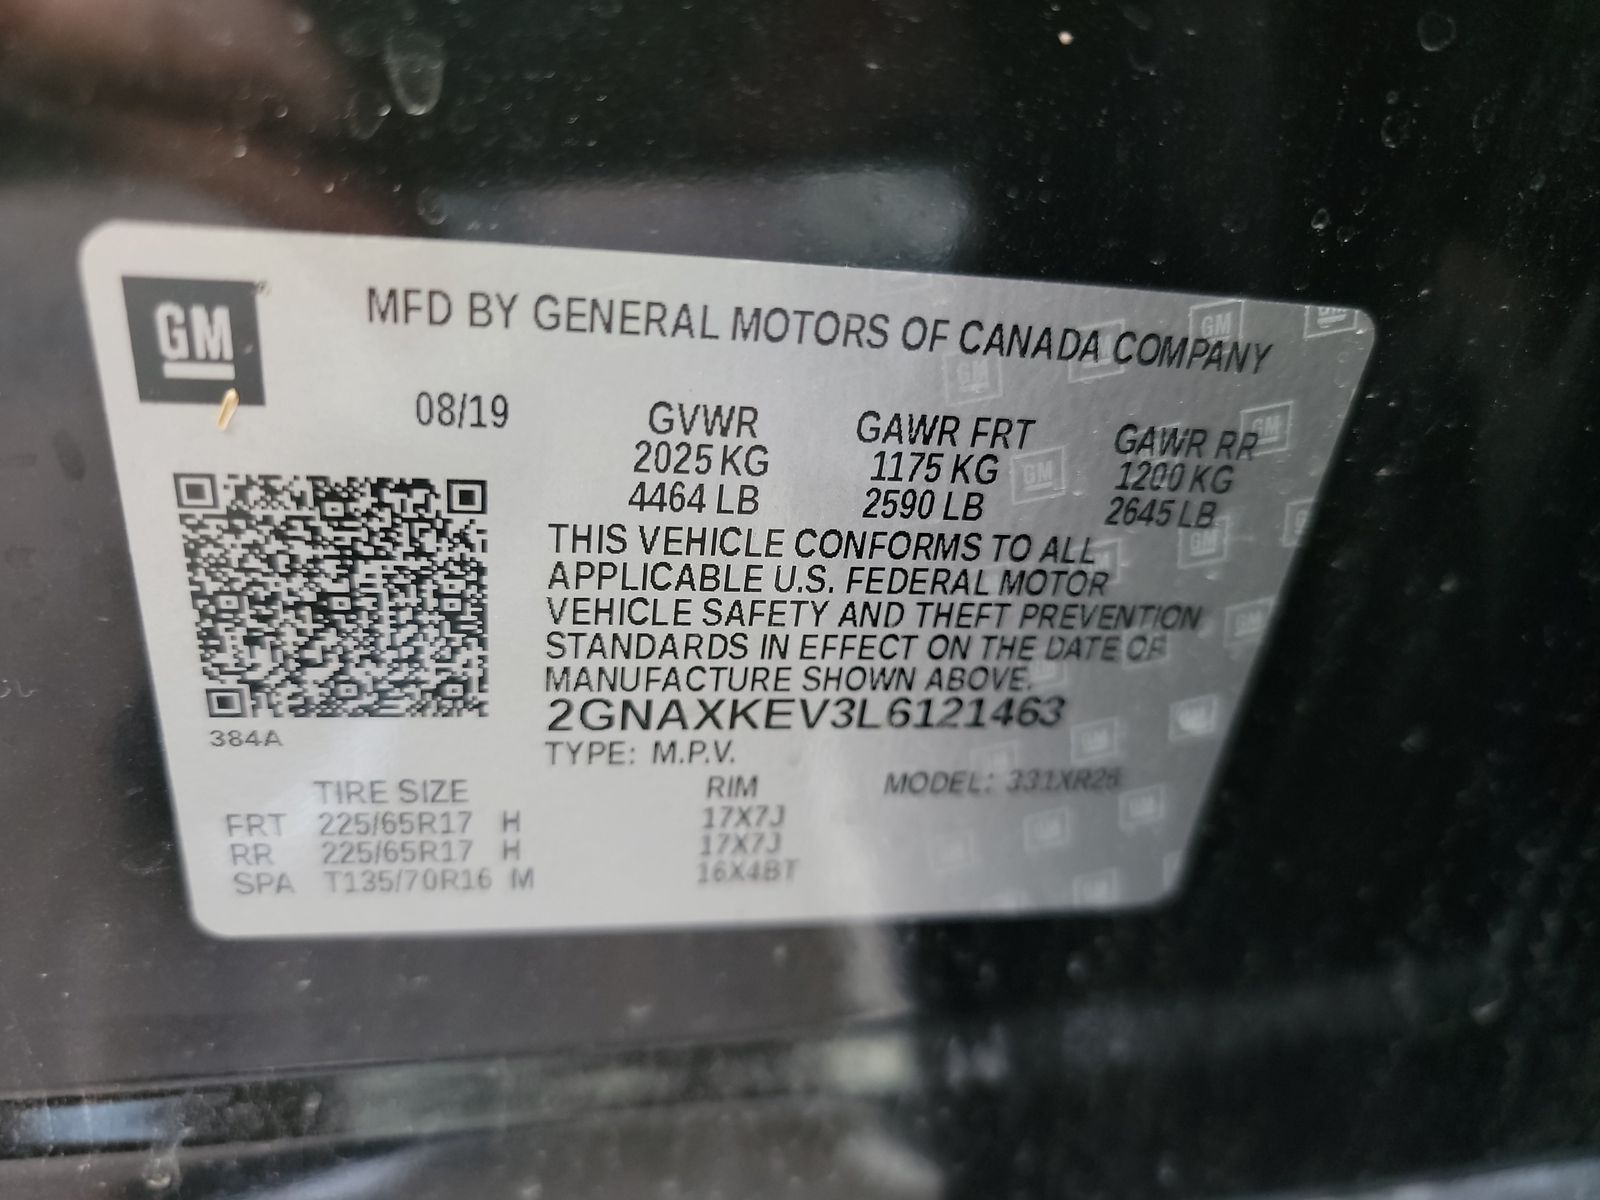 GM
MFD BY GENERAL MOTORS OF CANADA COMPANY
08/19
GVWR GAWR FRT GAWR RR
2025 KG 1175 KG 1200 KG
4464 LB 2590 LB 2645 LB
THIS VEHICLE CONFORMS TO ALL
APPLICABLE U.S. FEDERAL MOTOR
VEHICLE SAFETY AND THEFT PREVENTION
STANDARDS IN EFFECT ON THE DATE OF
MANUFACTURE SHOWN ABOVE.
2GNAXKEV3L6121463
384A
TYPE: M.P.V.
TIRE SIZE RIM MODEL: 331XR26
FRT 225/65R17 H 17X7J
RR 225/65R17 H 17X7J
SPA T135/70R16 M 16X4BT